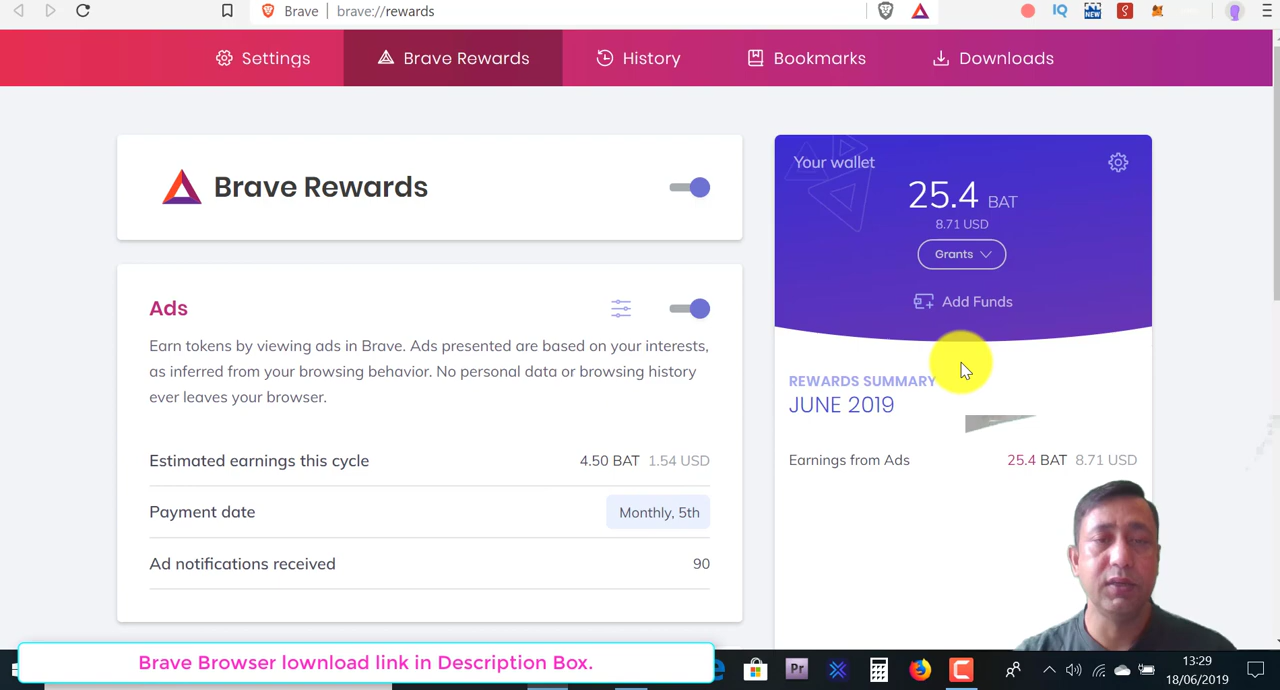 Brave | brave://rewards
IQ
NEW
S
Settings
Brave Rewards
History
Bookmarks
Downloads
Brave Rewards
Ads
Earn tokens by viewing ads in Brave. Ads presented are based on your interests,
as inferred from your browsing behavior. No personal data or browsing history
ever leaves your browser.
Estimated earnings this cycle 4.50 BAT 1.54 USD
Payment date Monthly, 5th
Ad notifications received 90
Your wallet
25.4 BAT
8.71 USD
Grants
Add Funds
REWARDS SUMMARY
JUNE 2019
Earnings from Ads 25.4 BAT 8.71 USD
Brave Browser lownload link in Description Box.
Pr
13:29
18/06/2019